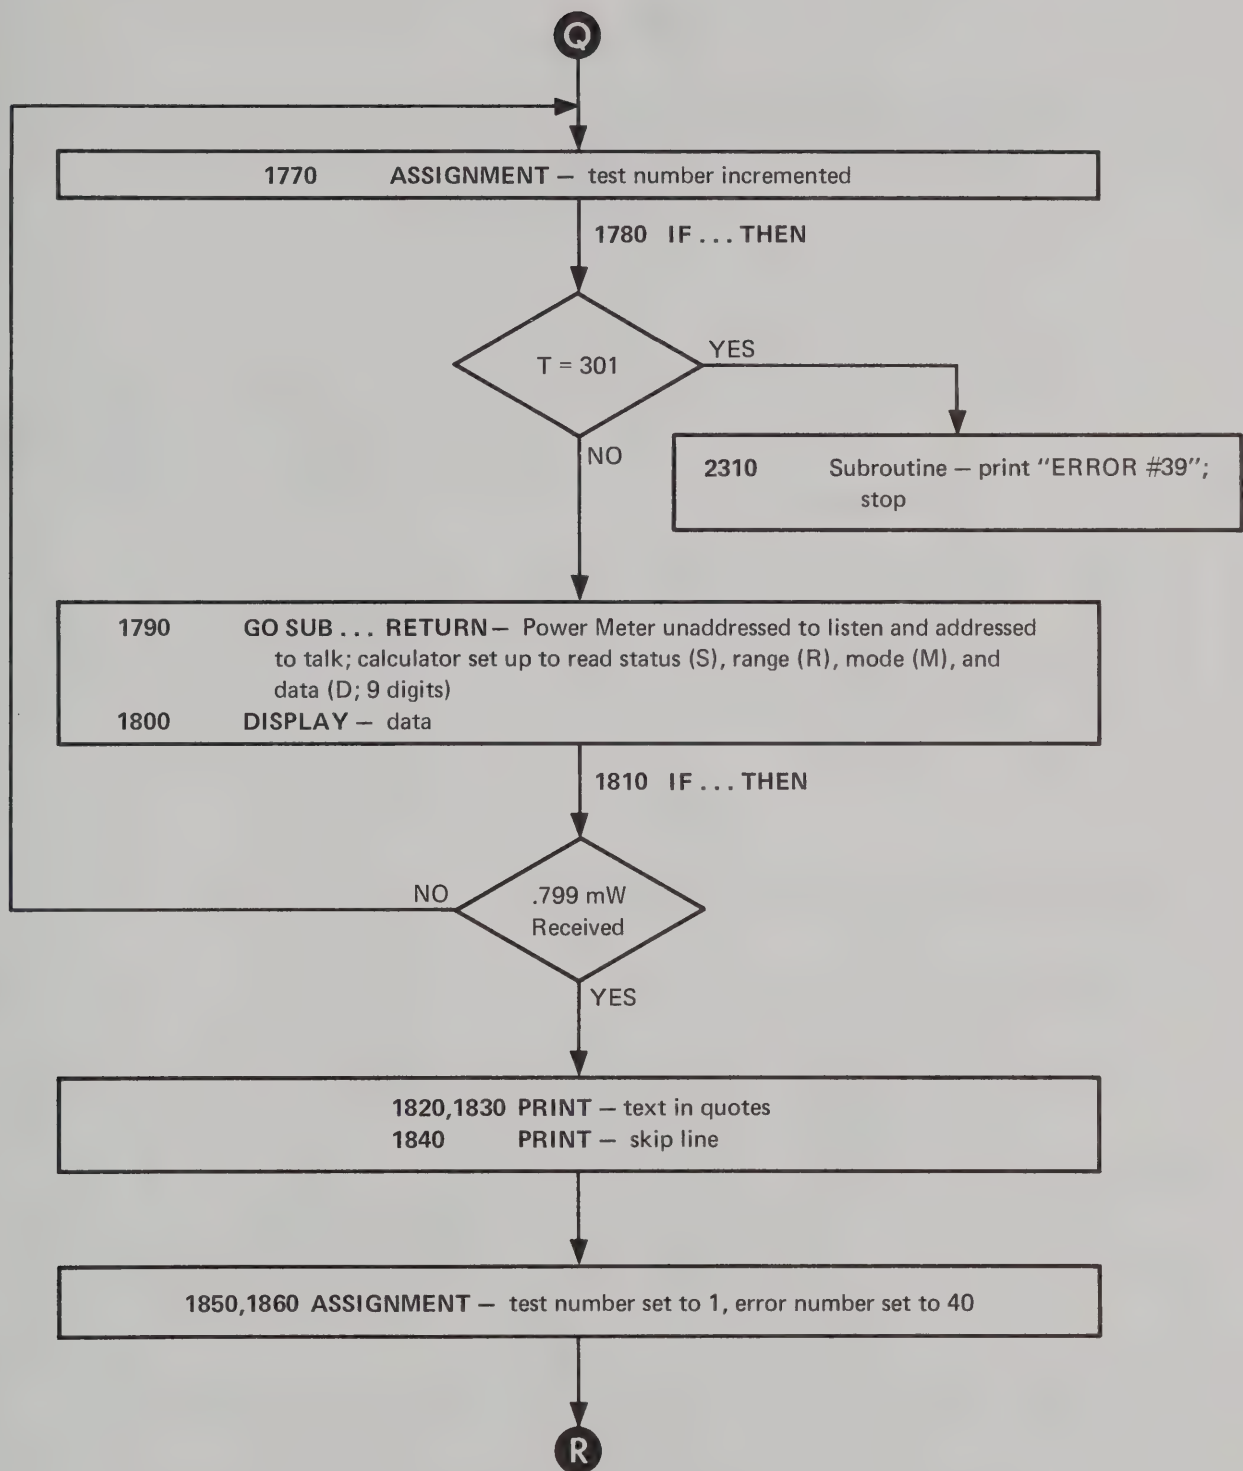 Q
1770 ASSIGNMENT — test number incremented
1780 IF . . . THEN
T = 301
YES
NO
2310 Subroutine — print "ERROR #39";
stop
1790 GO SUB . . . RETURN — Power Meter unaddressed to listen and addressed
to talk; calculator set up to read status (S), range (R), mode (M), and
data (D; 9 digits)
1800 DISPLAY — data
1810 IF . . . THEN
NO
.799 mW
Received
YES
1820,1830 PRINT — text in quotes
1840 PRINT — skip line
1850,1860 ASSIGNMENT — test number set to 1, error number set to 40
R